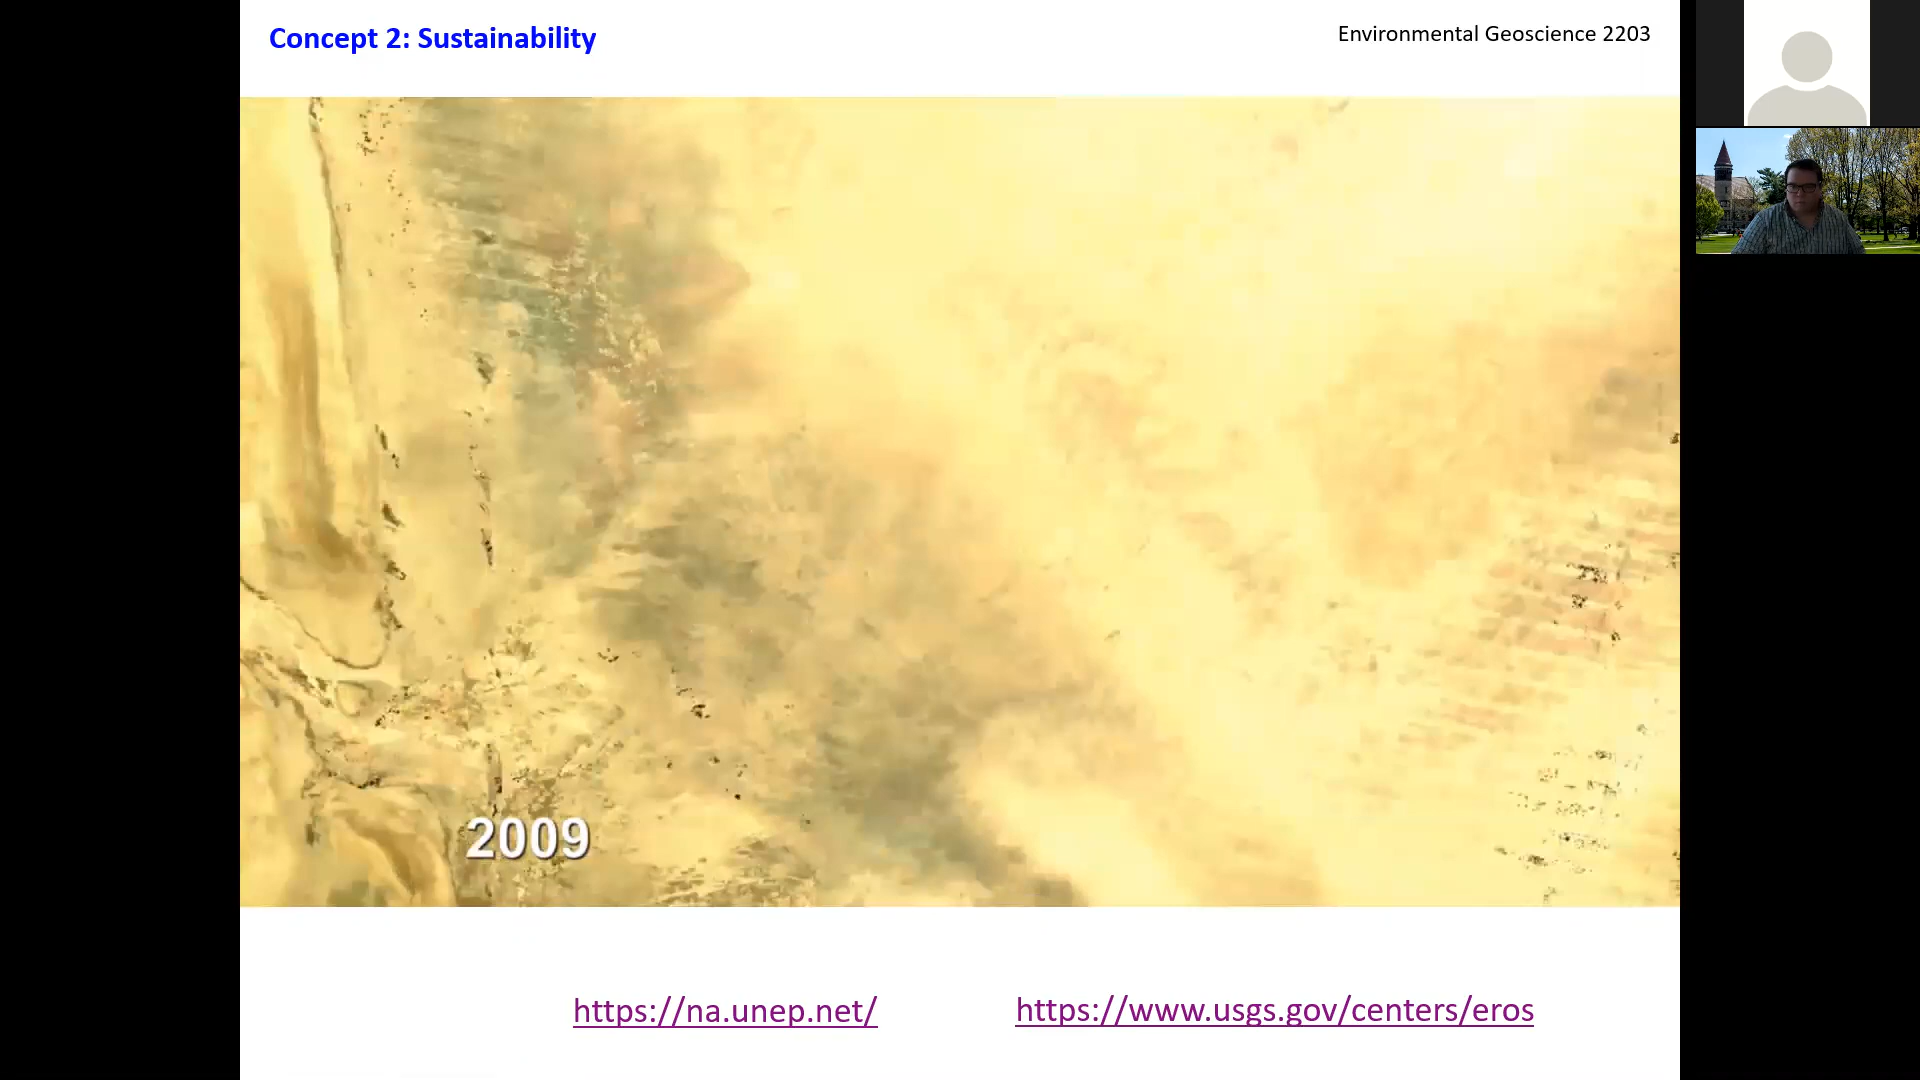 Concept 2: Sustainability
Environmental Geoscience 2203
2009
https://na.unep.net/
https://www.usgs.gov/centers/eros